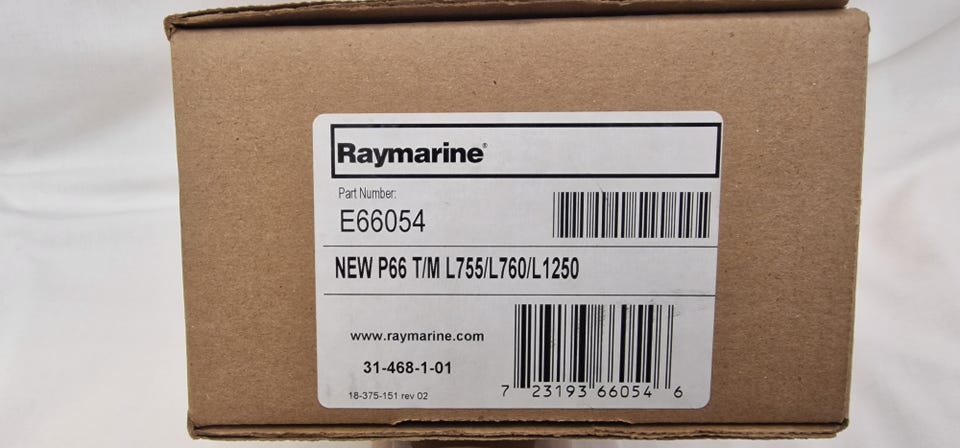 Raymarine®
Part Number:
E66054
NEW P66 T/M L755/L760/L1250
www.raymarine.com
31-468-1-01
18-375-151 rev 02
7 23193 66054 6